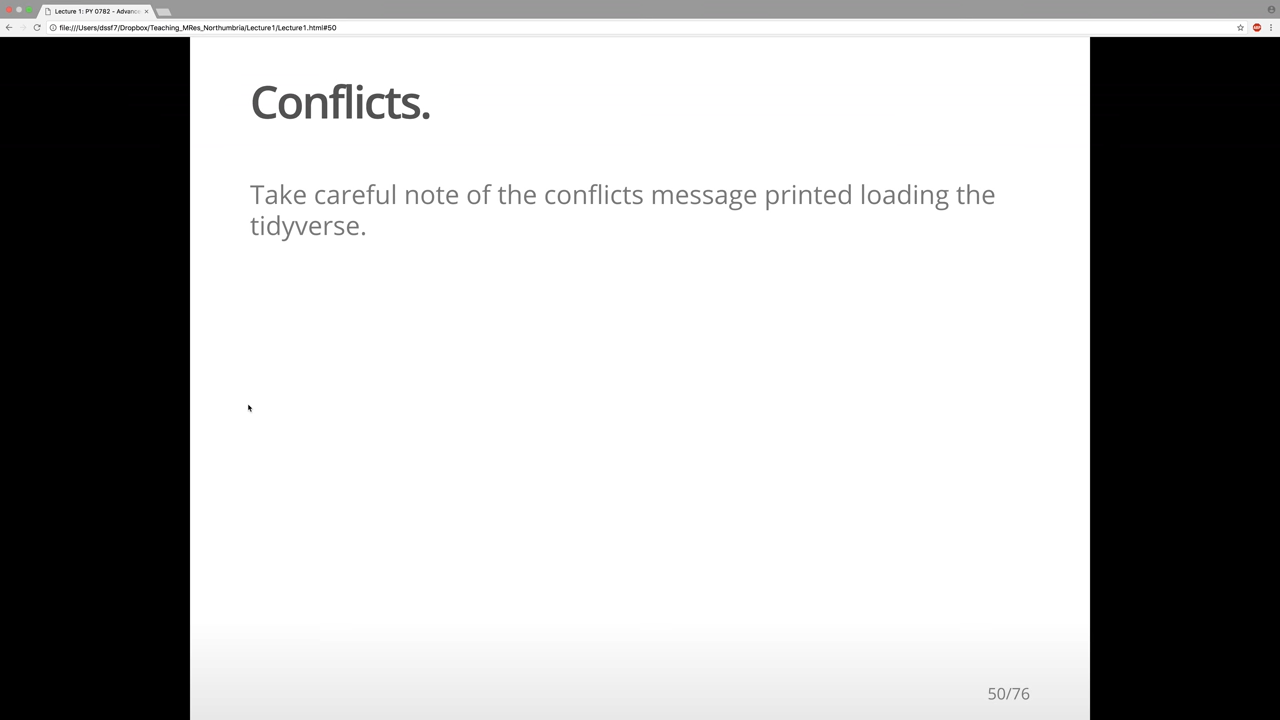 Lecture 1: PY 0782 - Advanc
file:///Users/dssf7/Dropbox/Teaching_MRes_Northumbria/Lecture1/Lecture1.html#50
Conflicts.
Take careful note of the conflicts message printed loading the
tidyverse.
50/76